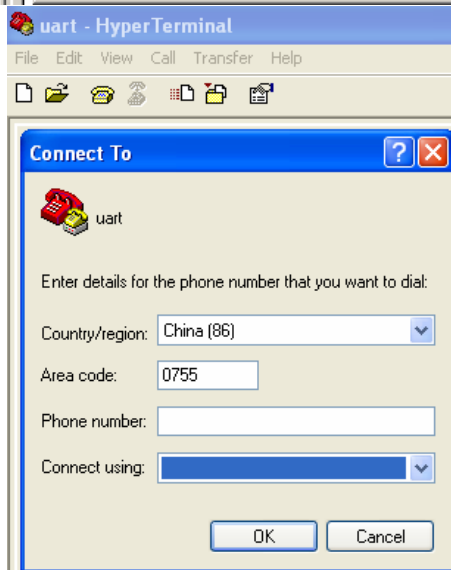 uart - HyperTerminal
File Edit View Call Transfer Help
Connect To
uart
Enter details for the phone number that you want to dial:
Country/region: China (86)
Area code: 0755
Phone number:
Connect using:
OK Cancel